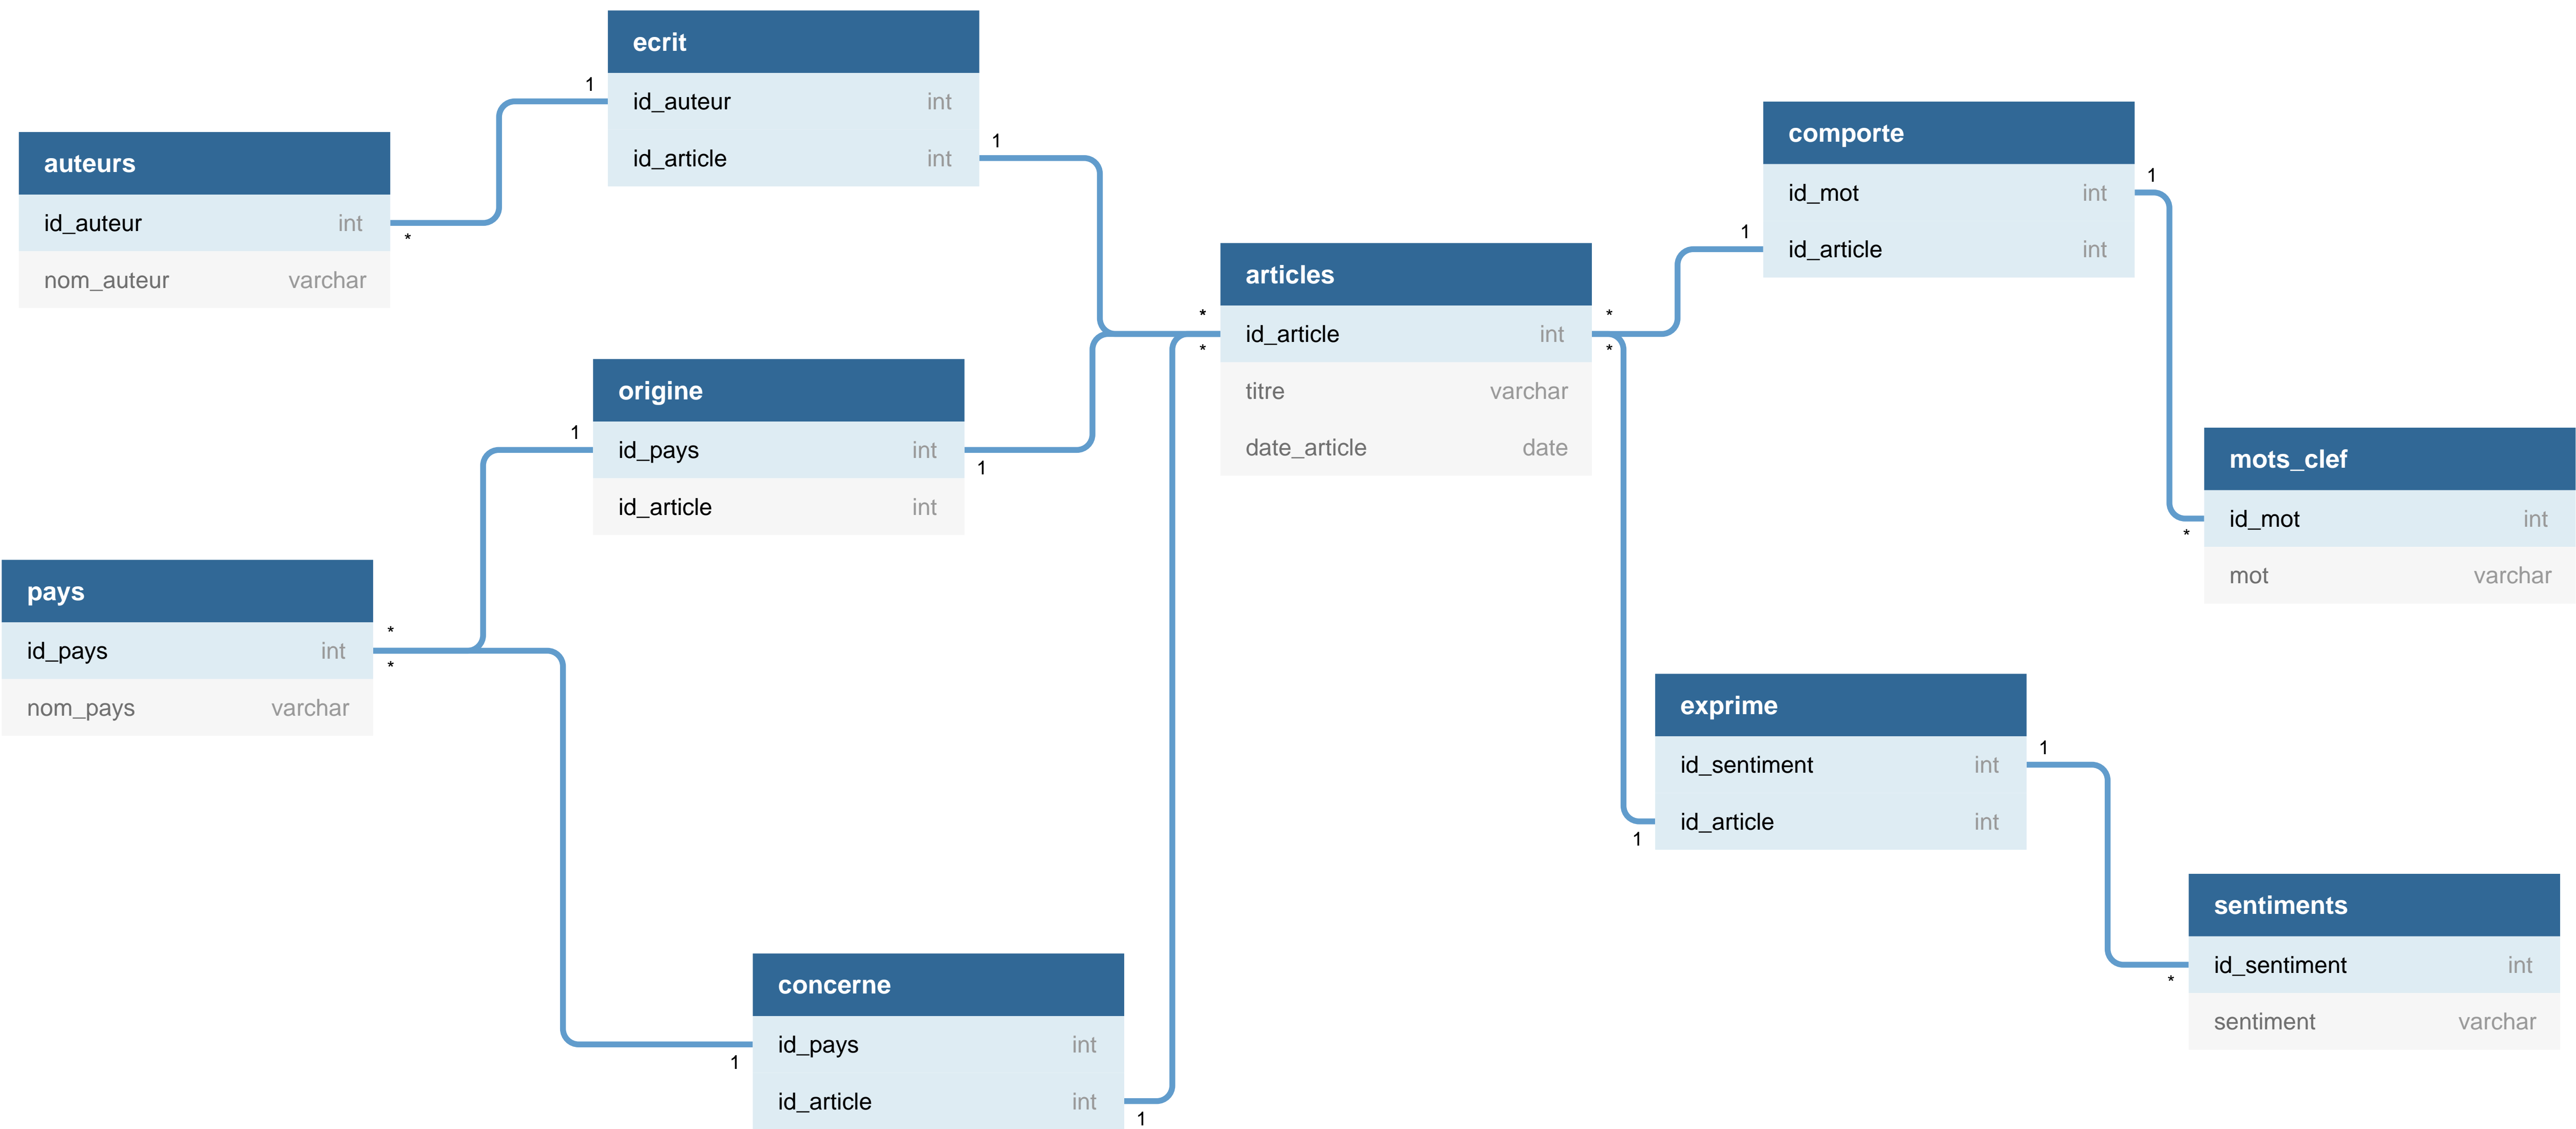 ecrit
1
id_auteur int
1
id_article int
auteurs
id_auteur int
*
nom_auteur varchar
comporte
1
id_mot int
1
id_article int
articles
*
*
id_article int
*
*
titre varchar
date_article date
origine
1
id_pays int
1
id_article int
mots_clef
id_mot int
*
mot varchar
pays
*
id_pays int
*
nom_pays varchar
exprime
1
id_sentiment int
id_article int
1
sentiments
id_sentiment int
*
sentiment varchar
concerne
id_pays int
1
id_article int
1